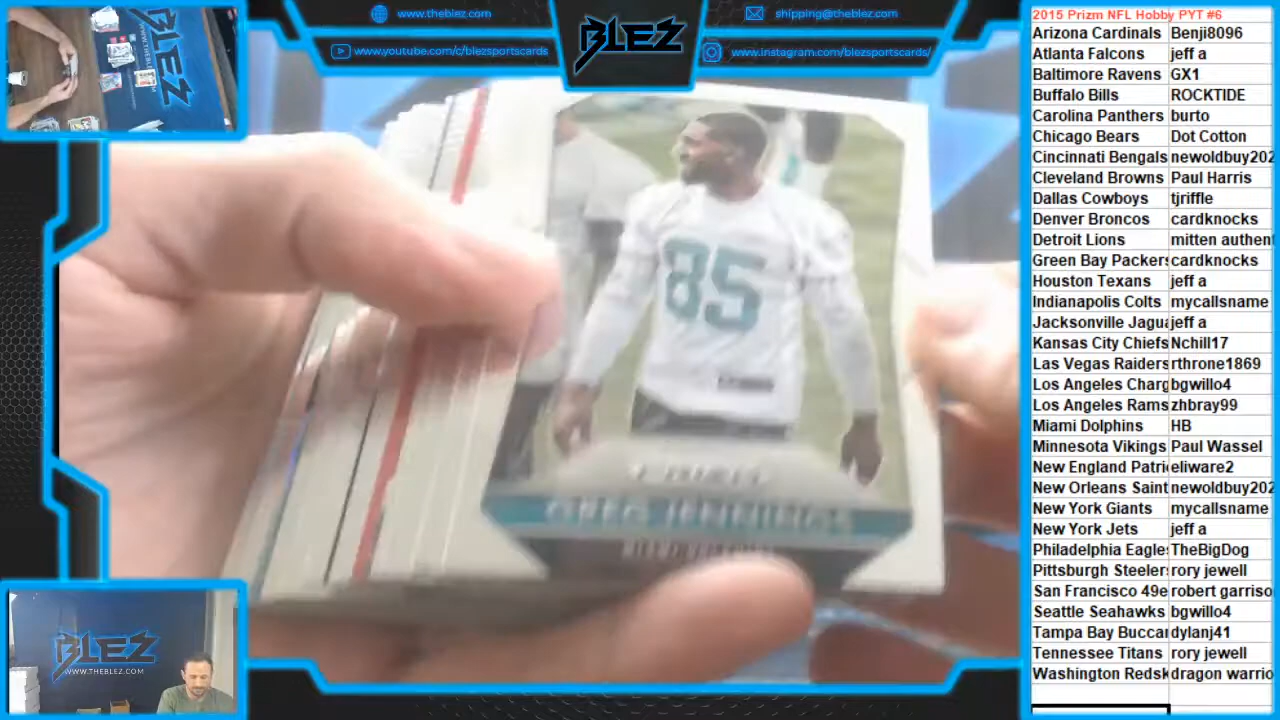 www.theblez.com
shipping@theblez.com
www.youtube.com/c/blezsportscards
BLEZ
www.instagram.com/blezsportscards/
BLEZ
85
GREG JENNINGS
BLEZ
WWW.THEBLEZ.COM
2015 Prizm NFL Hobby PYT #6
Arizona Cardinals Benji8096
Atlanta Falcons jeff a
Baltimore Ravens GX1
Buffalo Bills ROCKTIDE
Carolina Panthers burto
Chicago Bears Dot Cotton
Cincinnati Bengals newoldbuy202
Cleveland Browns Paul Harris
Dallas Cowboys tjriffle
Denver Broncos cardknocks
Detroit Lions mitten authent
Green Bay Packers cardknocks
Houston Texans jeff a
Indianapolis Colts mycallsname
Jacksonville Jagua jeff a
Kansas City Chiefs Nchill17
Las Vegas Raiders rthrone1869
Los Angeles Charg bgwillo4
Los Angeles Rams zhbray99
Miami Dolphins HB
Minnesota Vikings Paul Wassel
New England Patri eliware2
New Orleans Saint newoldbuy202
New York Giants mycallsname
New York Jets jeff a
Philadelphia Eagle TheBigDog
Pittsburgh Steeler rory jewell
San Francisco 49e robert garriso
Seattle Seahawks bgwillo4
Tampa Bay Bucca dylanj41
Tennessee Titans rory jewell
Washington Redsk dragon warrio